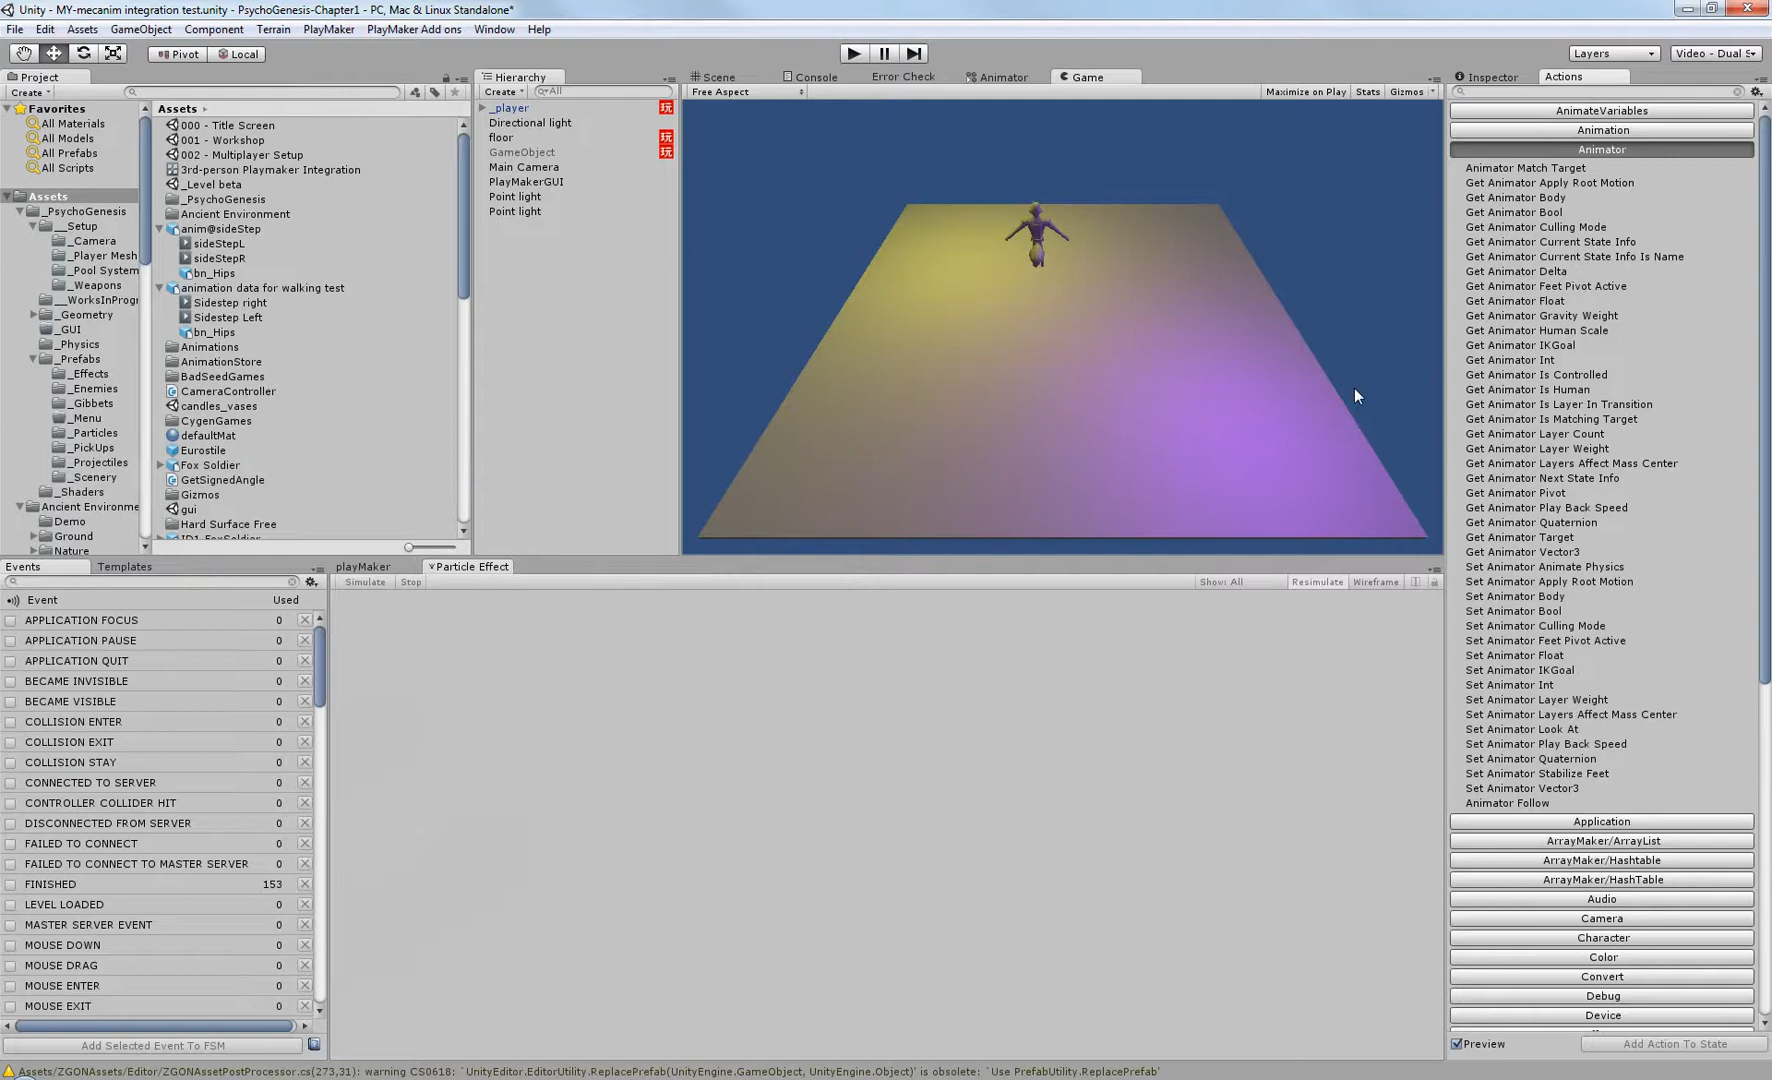 Unity - MY-mecanim integration test.unity - PsychoGenesis-Chapter1 - PC, Mac & Linux Standalone*
File Edit Assets GameObject Component Terrain PlayMaker PlayMaker Add ons Window Help
Pivot Local Layers Video - Dual S
Project
Create
Favorites
All Materials
All Models
All Prefabs
All Scripts
Assets
_PsychoGenesis
__Setup
_Camera
_Player Mesh
_Pool System
_Weapons
__WorksInProgr
_Geometry
_GUI
_Physics
_Prefabs
_Effects
_Enemies
_Gibbets
_Menu
_Particles
_PickUps
_Projectiles
_Scenery
_Shaders
Ancient Environme
Demo
Ground
Nature
Assets
000 - Title Screen
001 - Workshop
002 - Multiplayer Setup
3rd-person Playmaker Integration
_Level beta
_PsychoGenesis
Ancient Environment
anim@sideStep
sideStepL
sideStepR
bn_Hips
animation data for walking test
Sidestep right
Sidestep Left
bn_Hips
Animations
AnimationStore
BadSeedGames
CameraController
candles_vases
CygenGames
defaultMat
Eurostile
Fox Soldier
GetSignedAngle
Gizmos
gui
Hard Surface Free
ID1-FoxSoldier
Hierarchy
Create All
_player 玩
Directional light
floor 玩
GameObject 玩
Main Camera
PlayMakerGUI
Point light
Point light
Scene Console Error Check Animator Game
Free Aspect Maximize on Play Stats Gizmos
Inspector Actions
AnimateVariables
Animation
Animator
Animator Match Target
Get Animator Apply Root Motion
Get Animator Body
Get Animator Bool
Get Animator Culling Mode
Get Animator Current State Info
Get Animator Current State Info Is Name
Get Animator Delta
Get Animator Feet Pivot Active
Get Animator Float
Get Animator Gravity Weight
Get Animator Human Scale
Get Animator IKGoal
Get Animator Int
Get Animator Is Controlled
Get Animator Is Human
Get Animator Is Layer In Transition
Get Animator Is Matching Target
Get Animator Layer Count
Get Animator Layer Weight
Get Animator Layers Affect Mass Center
Get Animator Next State Info
Get Animator Pivot
Get Animator Play Back Speed
Get Animator Quaternion
Get Animator Target
Get Animator Vector3
Set Animator Animate Physics
Set Animator Apply Root Motion
Set Animator Body
Set Animator Bool
Set Animator Culling Mode
Set Animator Feet Pivot Active
Set Animator Float
Set Animator IKGoal
Set Animator Int
Set Animator Layer Weight
Set Animator Layers Affect Mass Center
Set Animator Look At
Set Animator Play Back Speed
Set Animator Quaternion
Set Animator Stabilize Feet
Set Animator Vector3
Animator Follow
Application
ArrayMaker/ArrayList
ArrayMaker/Hashtable
ArrayMaker/HashTable
Audio
Camera
Character
Color
Convert
Debug
Device
Preview Add Action To State
Events Templates
Event Used
APPLICATION FOCUS 0
APPLICATION PAUSE 0
APPLICATION QUIT 0
BECAME INVISIBLE 0
BECAME VISIBLE 0
COLLISION ENTER 0
COLLISION EXIT 0
COLLISION STAY 0
CONNECTED TO SERVER 0
CONTROLLER COLLIDER HIT 0
DISCONNECTED FROM SERVER 0
FAILED TO CONNECT 0
FAILED TO CONNECT TO MASTER SERVER 0
FINISHED 153
LEVEL LOADED 0
MASTER SERVER EVENT 0
MOUSE DOWN 0
MOUSE DRAG 0
MOUSE ENTER 0
MOUSE EXIT 0
Add Selected Event To FSM
playMaker Particle Effect
Simulate Stop Show: All Resimulate Wireframe
Assets/ZGONAssets/Editor/ZGONAssetPostProcessor.cs(273,31): warning CS0618: `UnityEditor.EditorUtility.ReplacePrefab(UnityEngine.GameObject, UnityEngine.Object)' is obsolete: `Use PrefabUtility.ReplacePrefab'